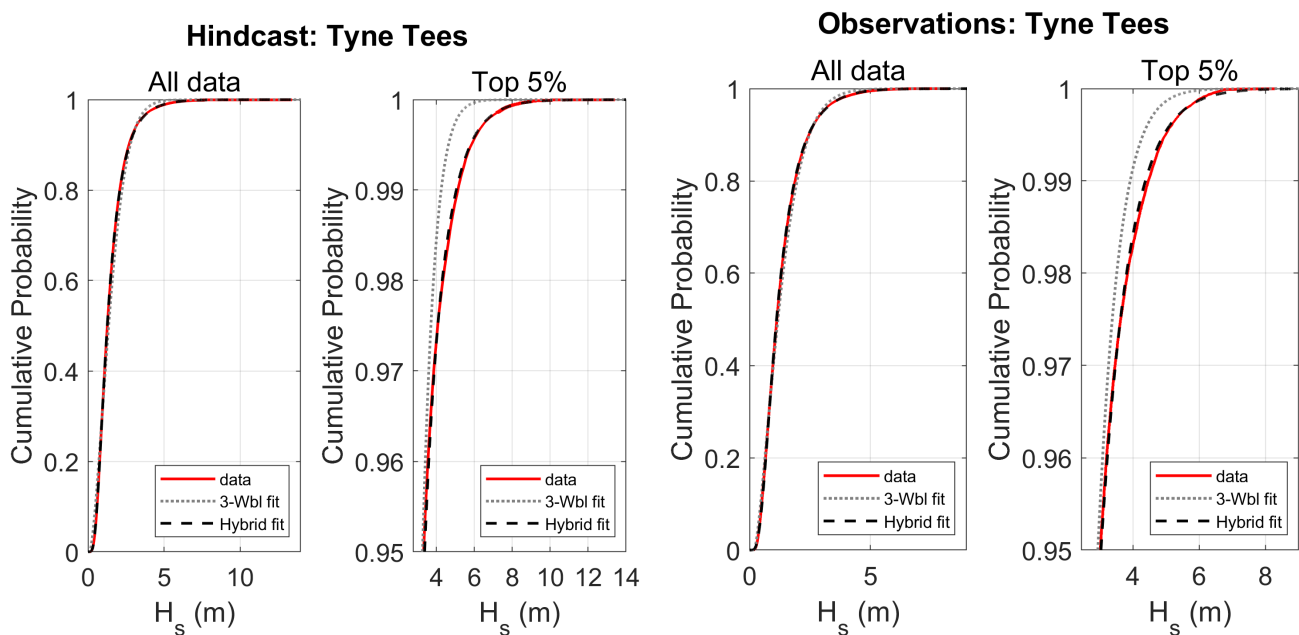 Hindcast: Tyne Tees
All data
Cumulative Probability
1
0.8
0.6
0.4
0.2
0
0
5
10
H_s (m)
data
3-Wbl fit
Hybrid fit
Top 5%
Cumulative Probability
1
0.99
0.98
0.97
0.96
0.95
4
6
8
10
12
14
H_s (m)
data
3-Wbl fit
Hybrid fit
Observations: Tyne Tees
All data
Cumulative Probability
1
0.8
0.6
0.4
0.2
0
0
5
H_s (m)
data
3-Wbl fit
Hybrid fit
Top 5%
Cumulative Probability
1
0.99
0.98
0.97
0.96
0.95
4
6
8
H_s (m)
data
3-Wbl fit
Hybrid fit